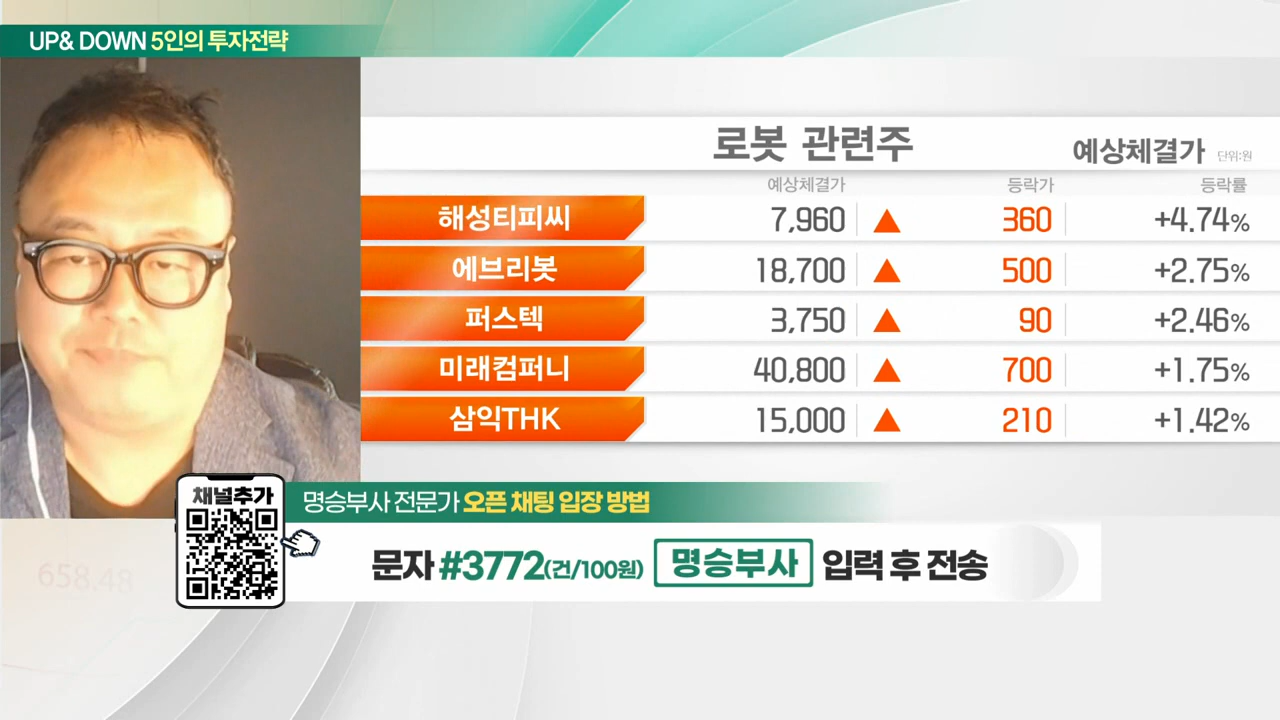 UP& DOWN 5인의 투자전략
로봇 관련주 예상체결가 단위:원
예상체결가 등락가 등락률
해성티피씨 7,960 ▲ 360 +4.74%
에브리봇 18,700 ▲ 500 +2.75%
퍼스텍 3,750 ▲ 90 +2.46%
미래컴퍼니 40,800 ▲ 700 +1.75%
삼익THK 15,000 ▲ 210 +1.42%
채널추가
명승부사 전문가 오픈 채팅 입장 방법
문자 #3772(건/100원) 명승부사 입력 후 전송
658.48